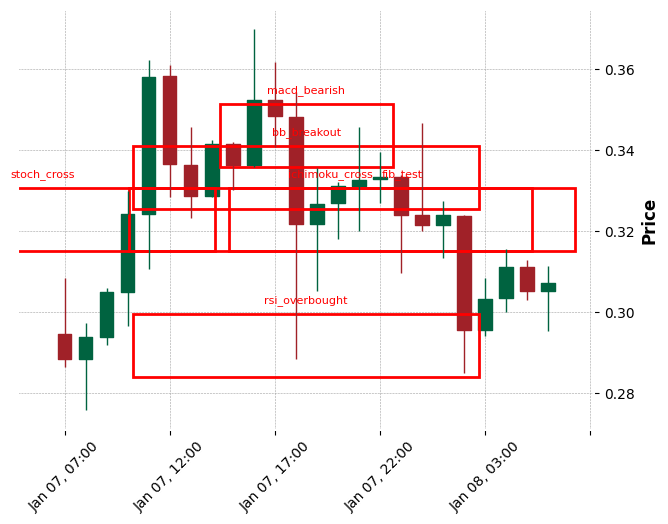 0.36
macd_bearish
bb_breakout
0.34
stoch_cross
fib_test
0.32
Price
rsi_overbought
0.30
0.28
Jan 07, 07:00
Jan 07, 12:00
Jan 07, 17:00
Jan 07, 22:00
Jan 08, 03:00